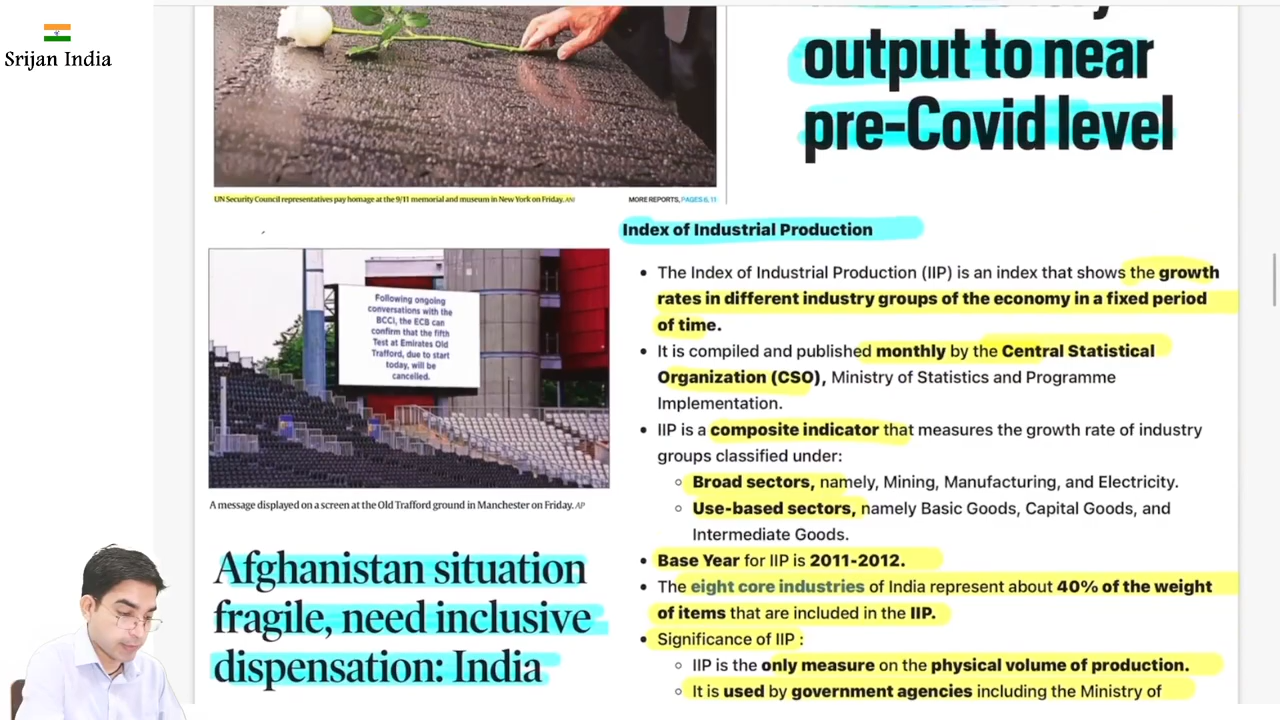 Srijan India
output to near
pre-Covid level
UN Security Council representatives pay homage at the 9/11 memorial and museum in New York on Friday. ANI
MORE REPORTS, PAGES 6, 11
Following ongoing
conversations with the
BCCI, the ECB can
confirm that the fifth
Test at Emirates Old
Trafford, due to start
today, will be
cancelled.
A message displayed on a screen at the Old Trafford ground in Manchester on Friday. AP
Afghanistan situation
fragile, need inclusive
dispensation: India
Index of Industrial Production
• The Index of Industrial Production (IIP) is an index that shows the growth
rates in different industry groups of the economy in a fixed period
of time.
• It is compiled and published monthly by the Central Statistical
Organization (CSO), Ministry of Statistics and Programme
Implementation.
• IIP is a composite indicator that measures the growth rate of industry
groups classified under:
◦ Broad sectors, namely, Mining, Manufacturing, and Electricity.
◦ Use-based sectors, namely Basic Goods, Capital Goods, and
Intermediate Goods.
• Base Year for IIP is 2011-2012.
• The eight core industries of India represent about 40% of the weight
of items that are included in the IIP.
• Significance of IIP :
◦ IIP is the only measure on the physical volume of production.
◦ It is used by government agencies including the Ministry of